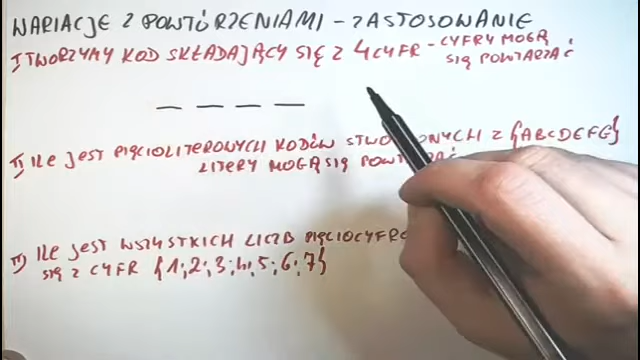 WARIACJE Z POWTÓRZENIAMI - ZASTOSOWANIE
I) TWORZYMY KOD SKŁADAJĄCY SIĘ Z 4 CYFR - CYFRY MOGĄ
SIĘ POWTARZAĆ
II) ILE JEST PIĘCIOLITEROWYCH KODÓW Z {ABCDEFG}
LITERY MOGĄ SIĘ
III) ILE JEST WSZYSTKICH LICZB
SIĘ Z CYFR {1;2;3;4;5;6;7}